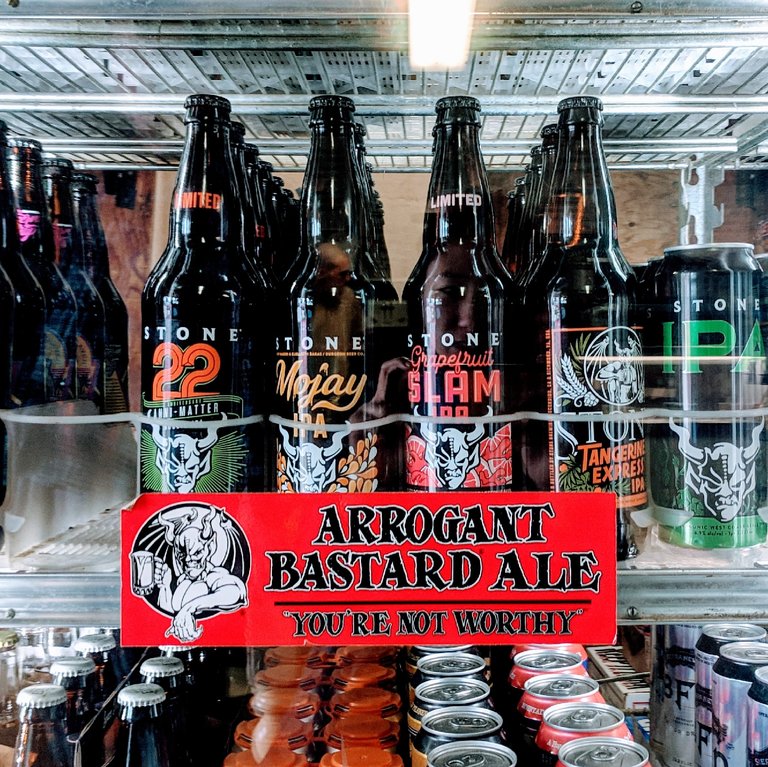 LIMITED
LIMITED
STONE
22
STONE
Mojay
IPA
STONE
Grapefruit
SLAM
IPA
STONE
TANGERINE
EXPRESS
IPA
STONE
IPA
ARROGANT
BASTARD ALE
"YOU'RE NOT WORTHY"